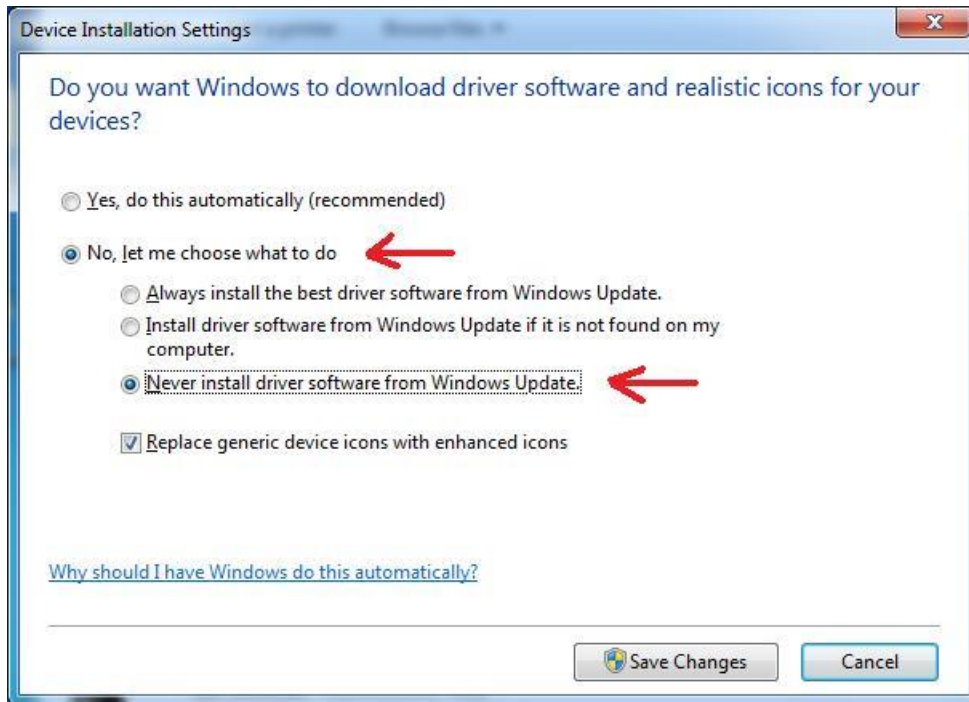 Device Installation Settings
Do you want Windows to download driver software and realistic icons for your
devices?
Yes, do this automatically (recommended)
No, let me choose what to do
Always install the best driver software from Windows Update.
Install driver software from Windows Update if it is not found on my
computer.
Never install driver software from Windows Update.
Replace generic device icons with enhanced icons
Why should I have Windows do this automatically?
Save Changes
Cancel